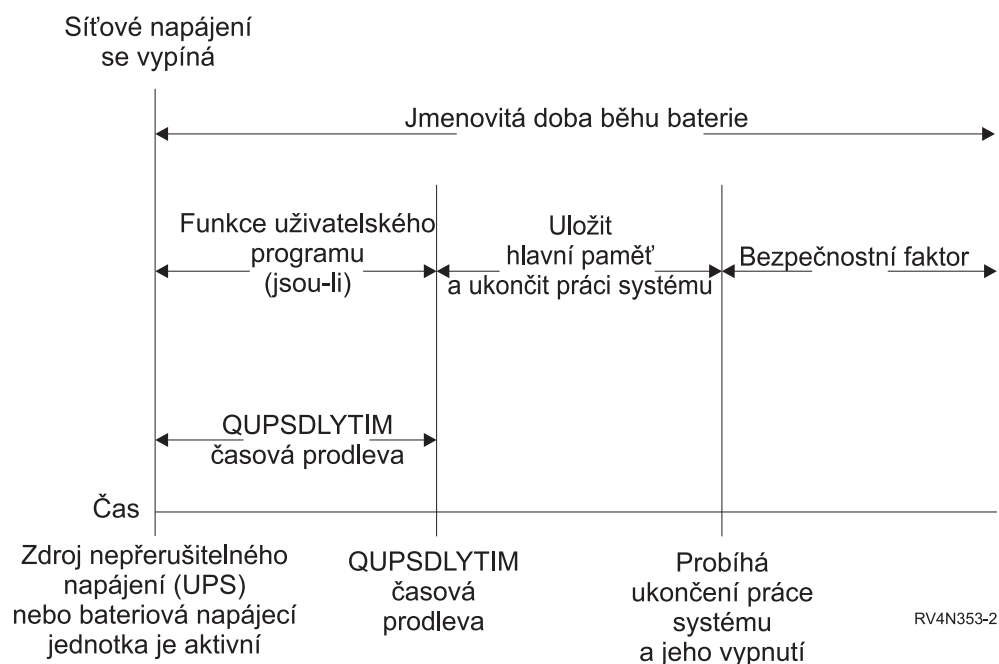 Síťové napájení
se vypíná
Jmenovitá doba běhu baterie
Funkce uživatelského
programu
(jsou-li)
Uložit
hlavní paměť
a ukončit práci systému
Bezpečnostní faktor
QUPSDLYTIM
časová prodleva
Čas
Zdroj nepřerušitelného
napájení (UPS)
nebo bateriová napájecí
jednotka je aktivní
QUPSDLYTIM
časová
prodleva
Probíhá
ukončení práce
systému
a jeho vypnutí
RV4N353-2